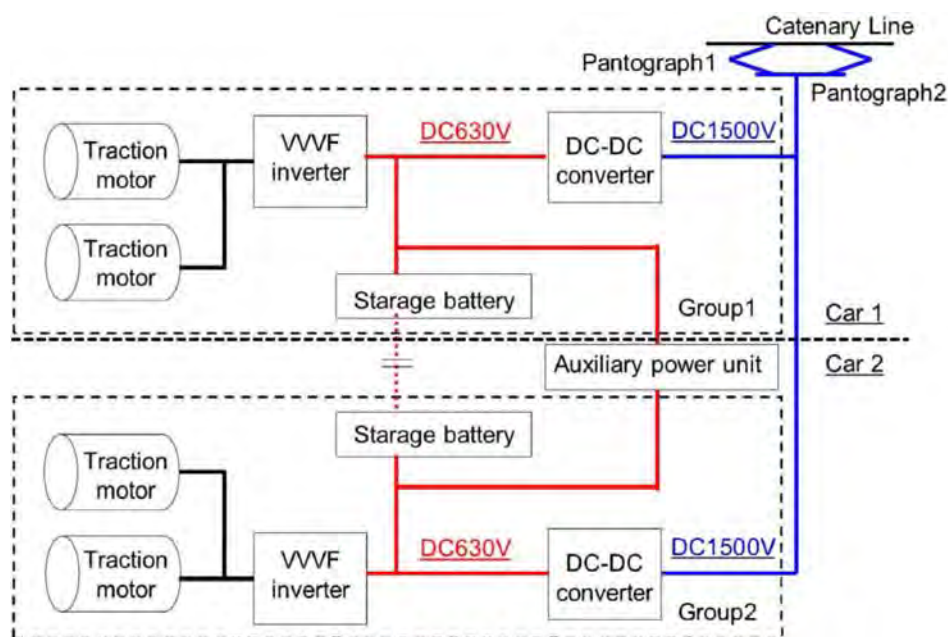 Catenary Line
Pantograph1
Pantograph2
Traction
motor
VVVF
inverter
DC630V
DC-DC
converter
DC1500V
Traction
motor
Starage battery
Group1
Car 1
Auxiliary power unit
Car 2
Starage battery
Traction
motor
Traction
motor
VVVF
inverter
DC630V
DC-DC
converter
DC1500V
Group2